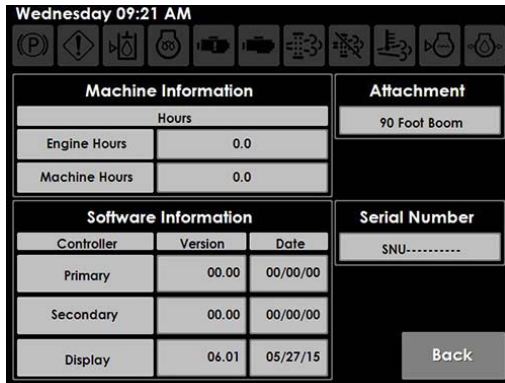 Wednesday 09:21 AM
(P)
Machine Information
Hours
Engine Hours 0.0
Machine Hours 0.0
Attachment
90 Foot Boom
Software Information
Controller Version Date
Primary 00.00 00/00/00
Secondary 00.00 00/00/00
Display 06.01 05/27/15
Serial Number
SNU----------
Back